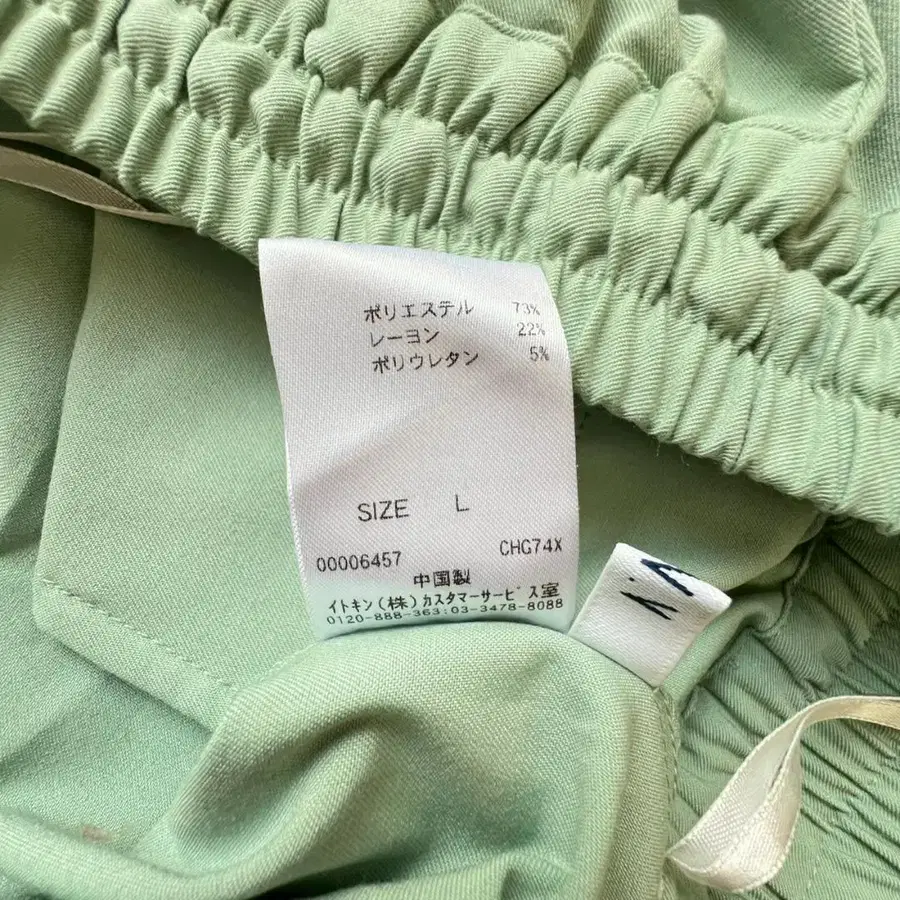 ポリエステル 73%
レーヨン 22%
ポリウレタン 5%
SIZE L
00006457 CHG74X
中国製
イトキン(株)カスタマーサービス室
0120-888-363:03-3478-8088